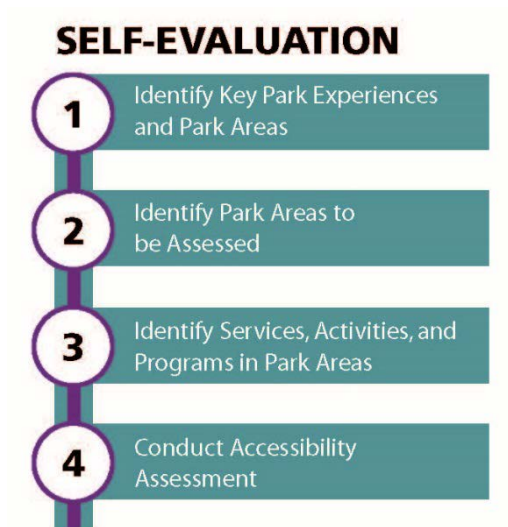 SELF-EVALUATION
1
Identify Key Park Experiences
and Park Areas
2
Identify Park Areas to
be Assessed
3
Identify Services, Activities, and
Programs in Park Areas
4
Conduct Accessibility
Assessment